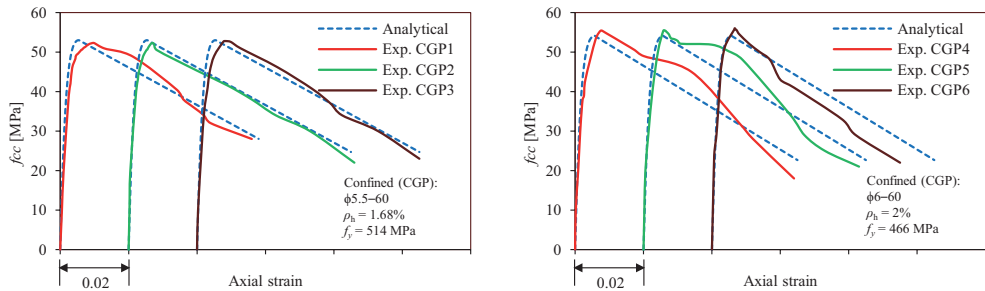 60
50
40
30
20
10
0
fcc [MPa]
Analytical
Exp. CGP1
Exp. CGP2
Exp. CGP3
Confined (CGP):
ϕ5.5–60
ρh = 1.68%
fy = 514 MPa
0.02
Axial strain
60
50
40
30
20
10
0
fcc [MPa]
Analytical
Exp. CGP4
Exp. CGP5
Exp. CGP6
Confined (CGP):
ϕ6–60
ρh = 2%
fy = 466 MPa
0.02
Axial strain